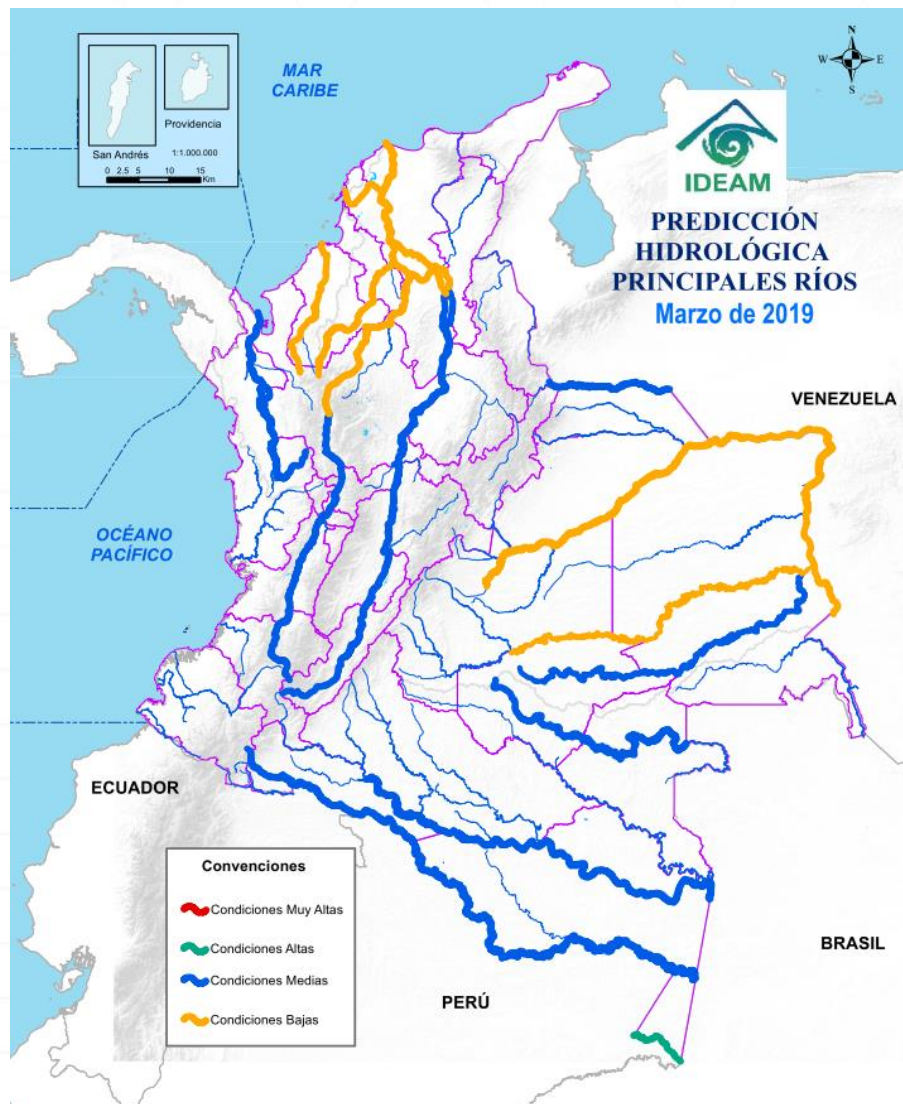 MAR
CARIBE
N
W
E
S
Providencia
San Andrés
1:1.000.000
0 2.5 5 10 15
Km
IDEAM
PREDICCIÓN
HIDROLÓGICA
PRINCIPALES RÍOS
Marzo de 2019
VENEZUELA
OCÉANO
PACÍFICO
ECUADOR
Convenciones
Condiciones Muy Altas
Condiciones Altas
Condiciones Medias
Condiciones Bajas
BRASIL
PERÚ